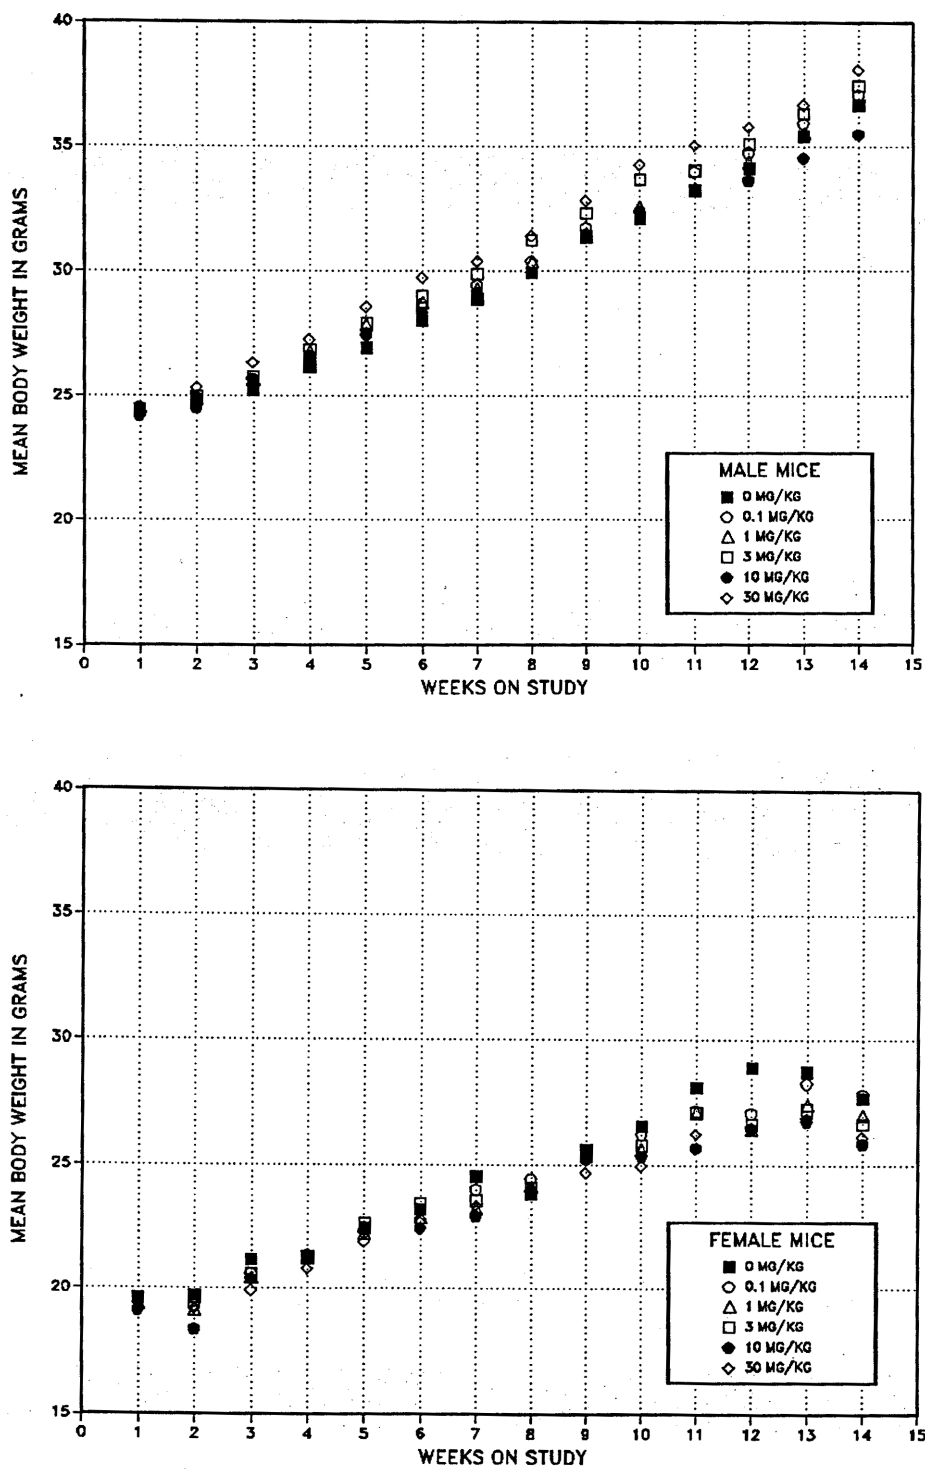 40
35
30
25
20
15
MEAN BODY WEIGHT IN GRAMS
MALE MICE
0 MG/KG
0.1 MG/KG
1 MG/KG
3 MG/KG
10 MG/KG
30 MG/KG
0 1 2 3 4 5 6 7 8 9 10 11 12 13 14 15
WEEKS ON STUDY
40
35
30
25
20
15
MEAN BODY WEIGHT IN GRAMS
FEMALE MICE
0 MG/KG
0.1 MG/KG
1 MG/KG
3 MG/KG
10 MG/KG
30 MG/KG
0 1 2 3 4 5 6 7 8 9 10 11 12 13 14 15
WEEKS ON STUDY